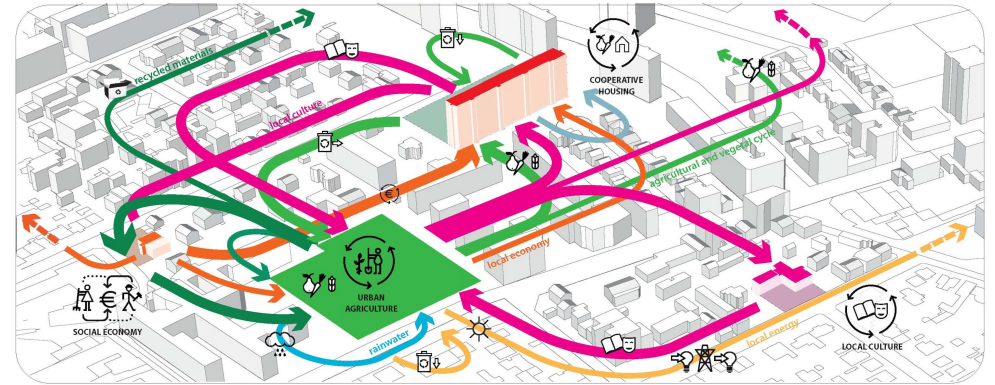 recycled materials
local culture
COOPERATIVE
HOUSING
agricultural and vegetal cycle
€
local economy
URBAN
AGRICULTURE
€
SOCIAL ECONOMY
rainwater
local energy
LOCAL CULTURE